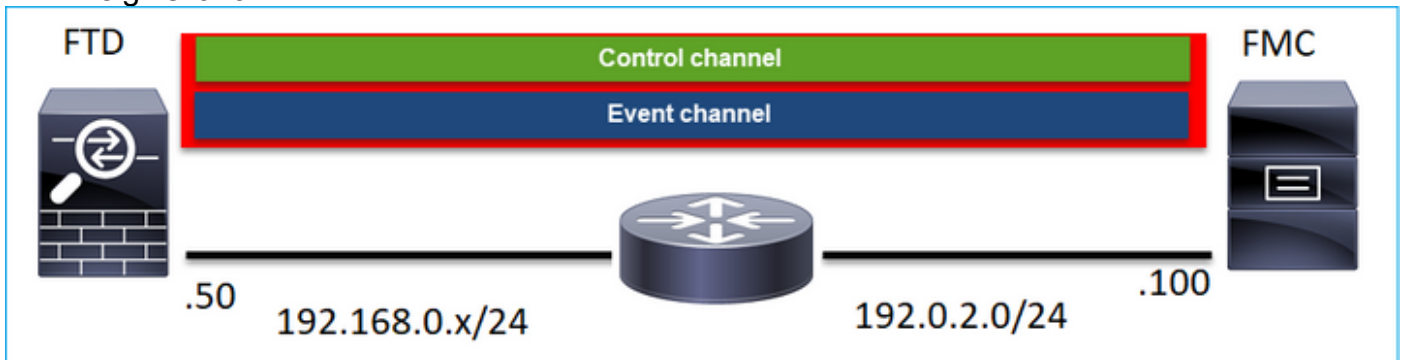 FTD
Control channel
FMC
Event channel
.50
192.168.0.x/24
192.0.2.0/24
.100